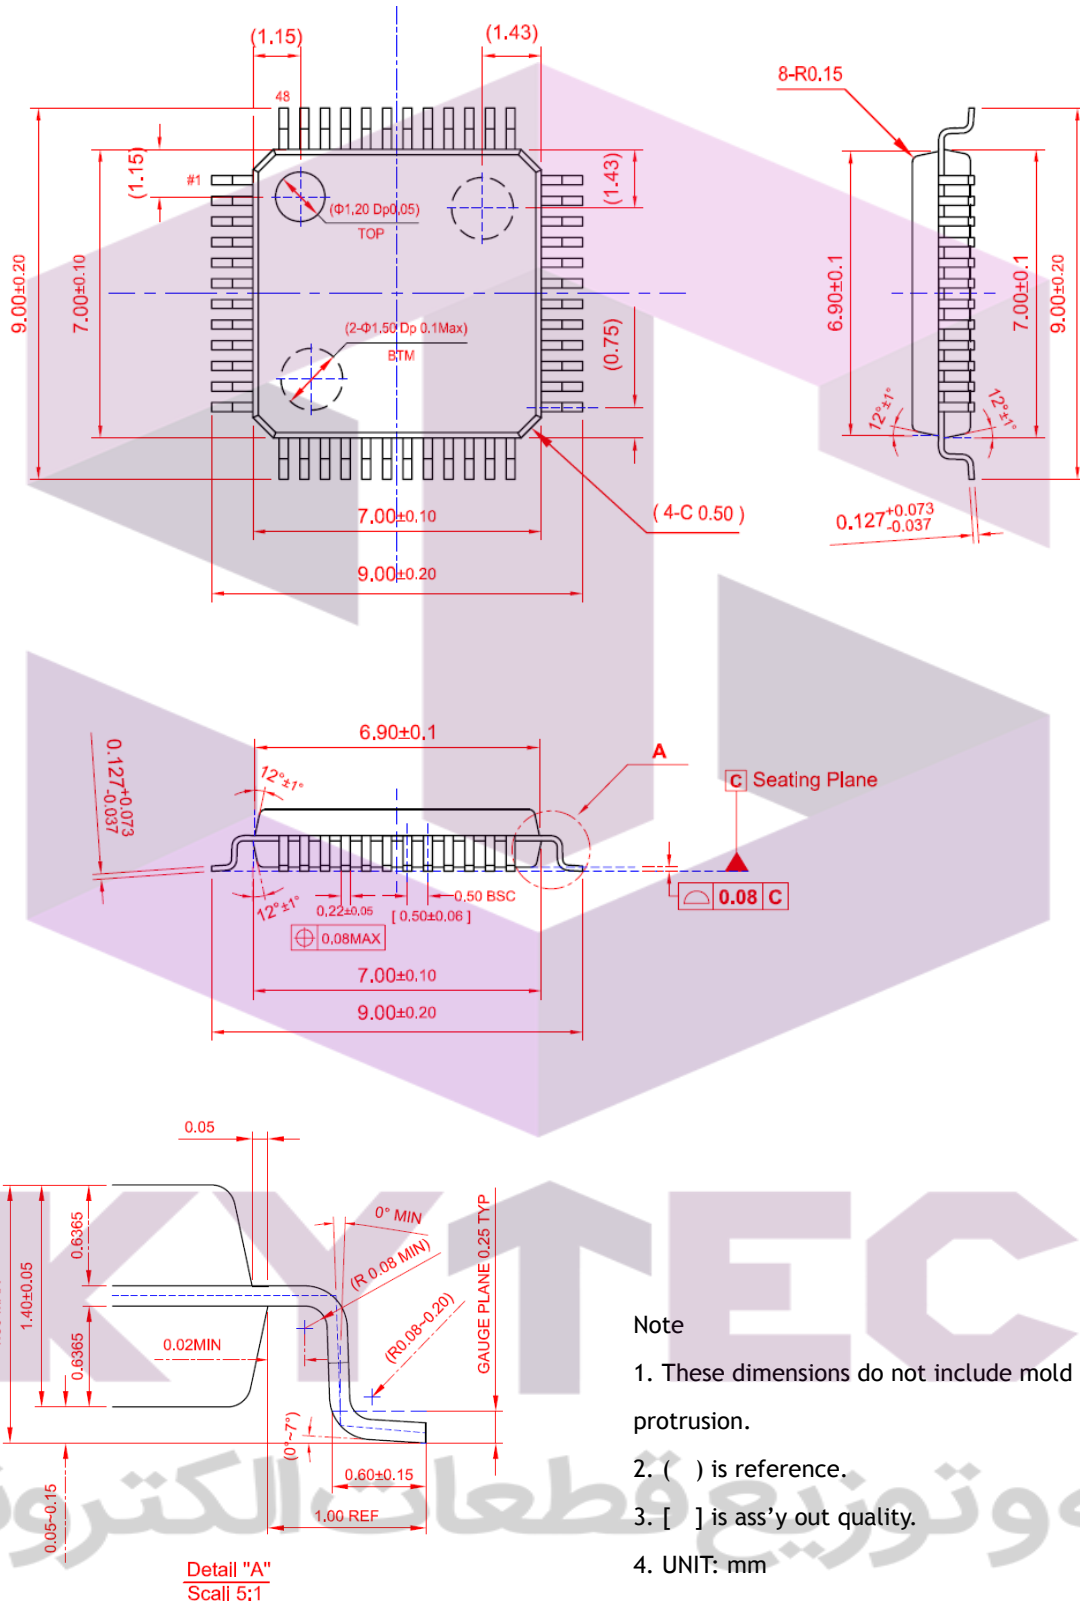 (1.15)
(1.43)
8-R0.15
48
(1.15)
(1.43)
#1
(Φ1.20 Dp0.05)
TOP
9.00±0.20
7.00±0.10
6.90±0.1
7.00±0.1
9.00±0.20
(2-Φ1.50 Dp 0.1Max)
BTM
(0.75)
12°±1°
12°±1°
7.00±0.10
( 4-C 0.50 )
0.127+0.073
-0.037
9.00±0.20
6.90±0.1
A
0.127+0.073
-0.037
12°±1°
C Seating Plane
12°±1°
0.22±0.05
0.50 BSC
[ 0.50±0.06 ]
0.08 C
0.08MAX
7.00±0.10
9.00±0.20
0.05
KYTEC
0° MIN
(R 0.08 MIN)
GAUGE PLANE 0.25 TYP
0.6365
1.40±0.05
(R0.08~0.20)
0.02MIN
0.6365
Note
1. These dimensions do not include mold
protrusion.
(0°~7°)
2. ( ) is reference.
0.60±0.15
3. [ ] is ass’y out quality.
1.00 REF
0.05~0.15
توزیع قطعات
4. UNIT: mm
Detail "A"
Scall 5:1